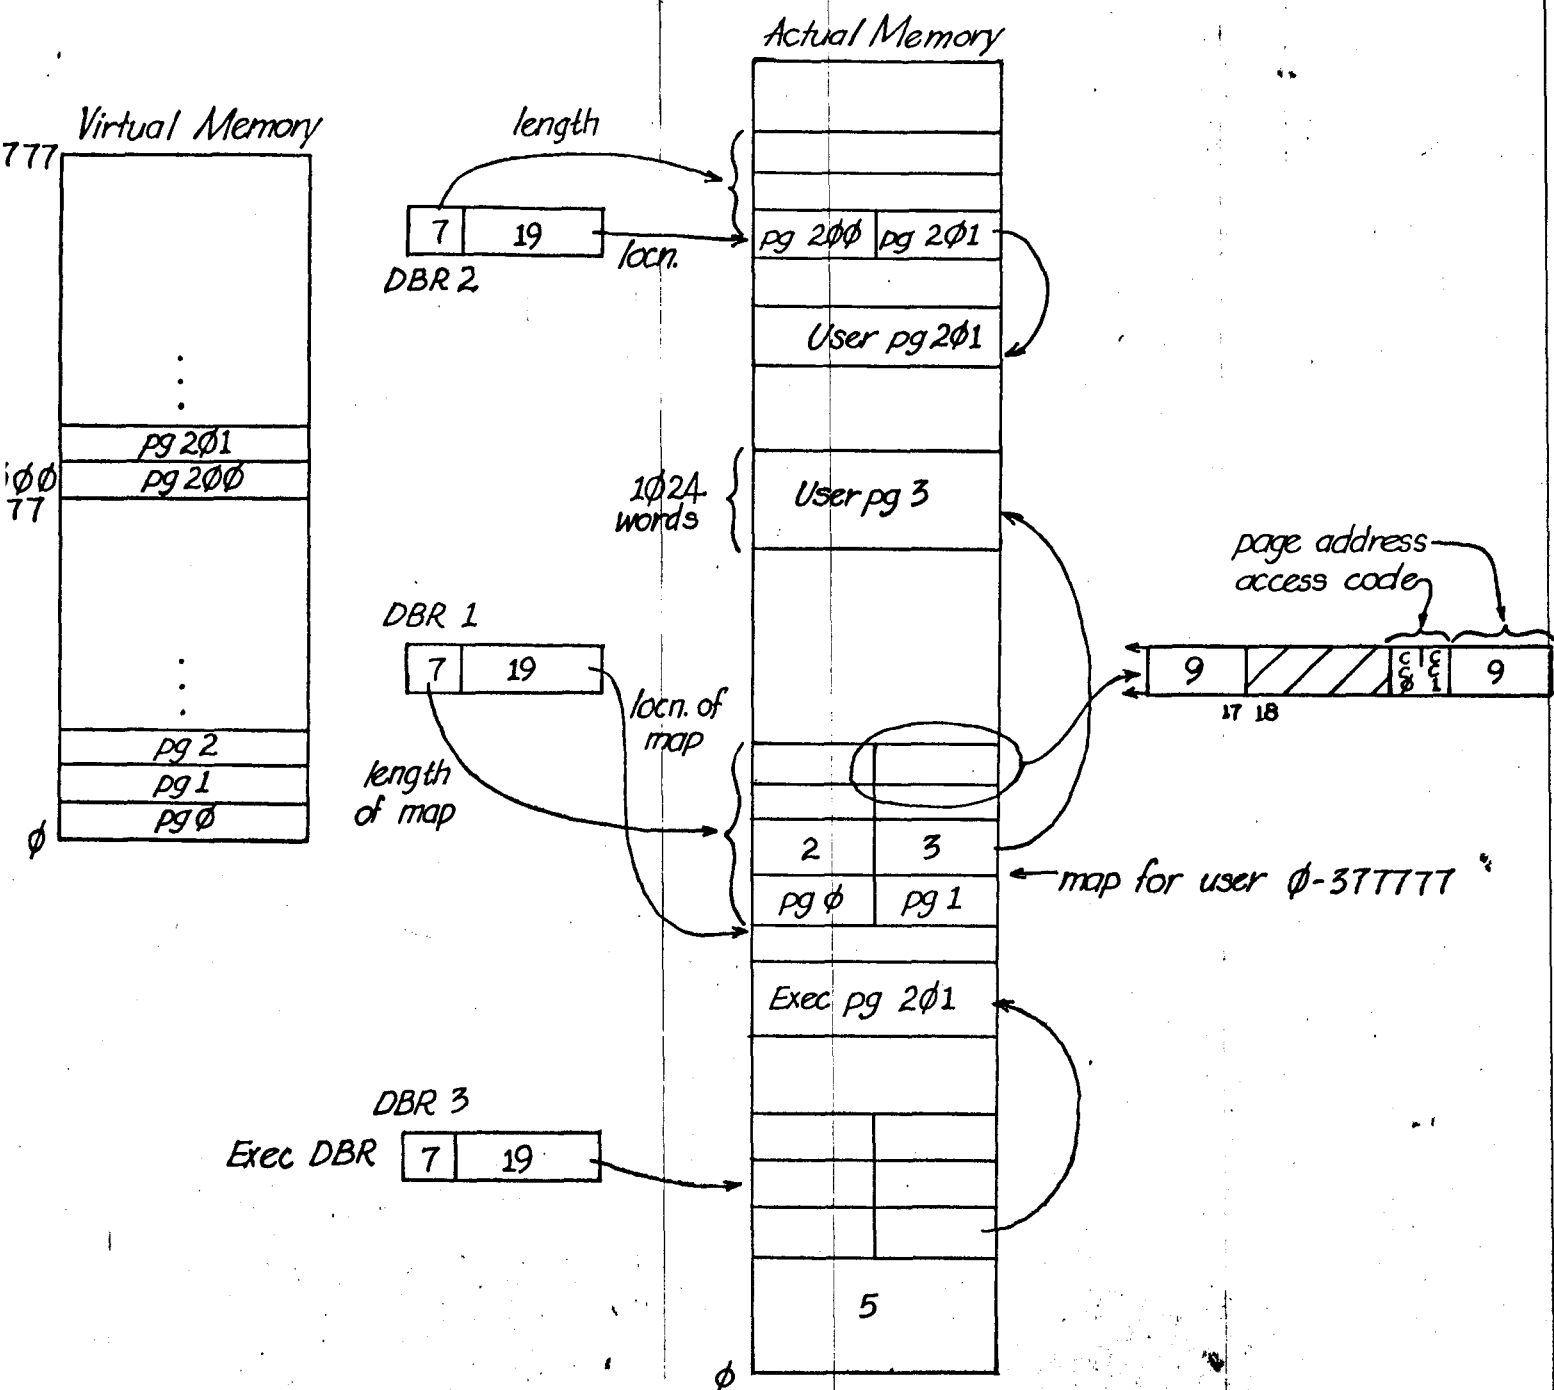 Actual Memory
Virtual Memory
777
length
7 19
DBR 2
locn.
pg 2ØØ pg 2Ø1
User pg 2Ø1
pg 2Ø1
ØØ pg 2ØØ
77
1Ø24
words
User pg 3
page address
access code
DBR 1
7 19
locn. of
map
9
C C
C C
Ø 1
9
17 18
length
of map
pg 2
pg 1
pg Ø
Ø
2 3
pg Ø pg 1
map for user Ø-377777
Exec pg 2Ø1
DBR 3
Exec DBR 7 19
5
Ø